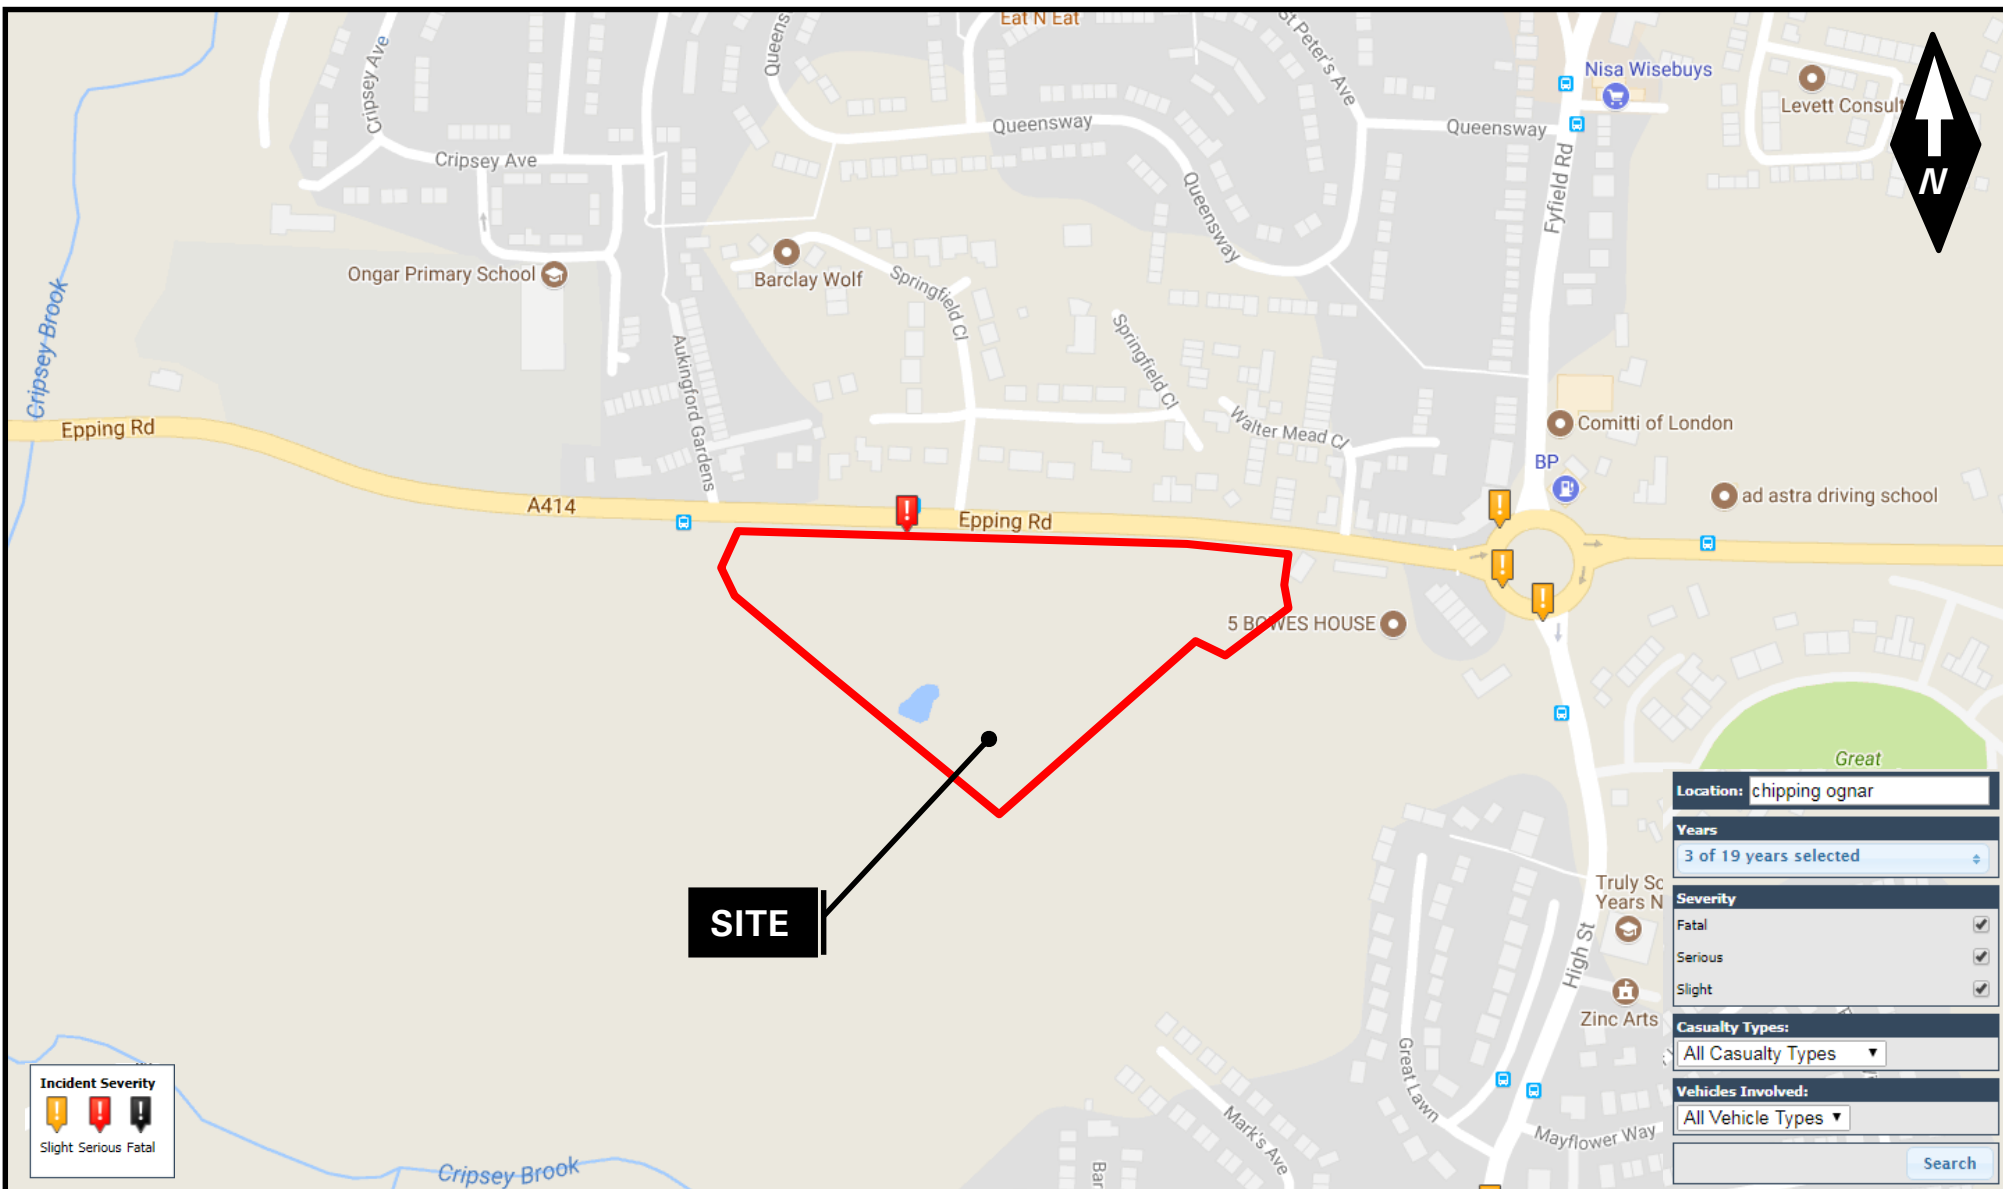 Eat N Eat
St Peter's Ave
Nisa Wisebuys
Levett Consult
Cripsey Ave
Queens
Queensway
Queensway
Cripsey Ave
Fyfield Rd
N
Queensway
Ongar Primary School
Barclay Wolf
Springfield Cl
Springfield Cl
Cripsey Brook
Aukingford Gardens
Walter Mead Cl
Comitti of London
Epping Rd
BP
ad astra driving school
A414
Epping Rd
5 BOWES HOUSE
Great
Location: chipping ognar
Years
3 of 19 years selected
Truly So
Years N
Severity
Fatal
Serious
Slight
SITE
High St
Zinc Arts
Casualty Types:
All Casualty Types
Vehicles Involved:
All Vehicle Types
Great Lawn
Mark's Ave
Mayflower Way
Bar
Search
Incident Severity
Slight Serious Fatal
Cripsey Brook